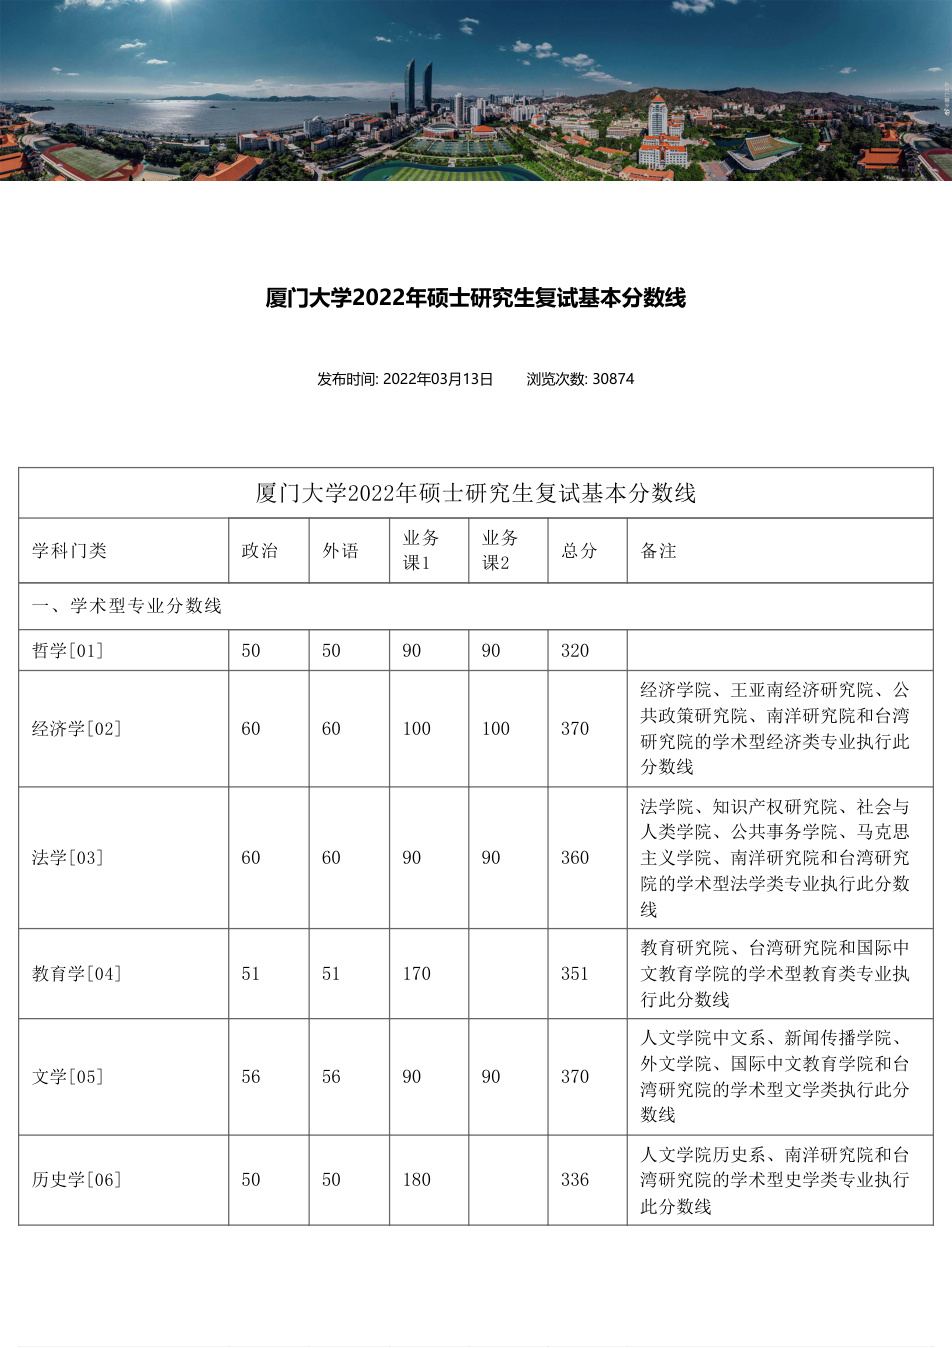 厦门大学2022年硕士研究生复试基本分数线
发布时间: 2022年03月13日 浏览次数: 30874
厦门大学2022年硕士研究生复试基本分数线
学科门类 政治 外语 业务课1 业务课2 总分 备注
一、学术型专业分数线
哲学[01] 50 50 90 90 320
经济学[02] 60 60 100 100 370
经济学院、王亚南经济研究院、公
共政策研究院、南洋研究院和台湾
研究院的学术型经济类专业执行此
分数线
法学[03] 60 60 90 90 360
法学院、知识产权研究院、社会与
人类学院、公共事务学院、马克思
主义学院、南洋研究院和台湾研究
院的学术型法学类专业执行此分数
线
教育学[04] 51 51 170 351
教育研究院、台湾研究院和国际中
文教育学院的学术型教育类专业执
行此分数线
文学[05] 56 56 90 90 370
人文学院中文系、新闻传播学院、
外文学院、国际中文教育学院和台
湾研究院的学术型文学类执行此分
数线
历史学[06] 50 50 180 336
人文学院历史系、南洋研究院和台
湾研究院的学术型史学类专业执行
此分数线